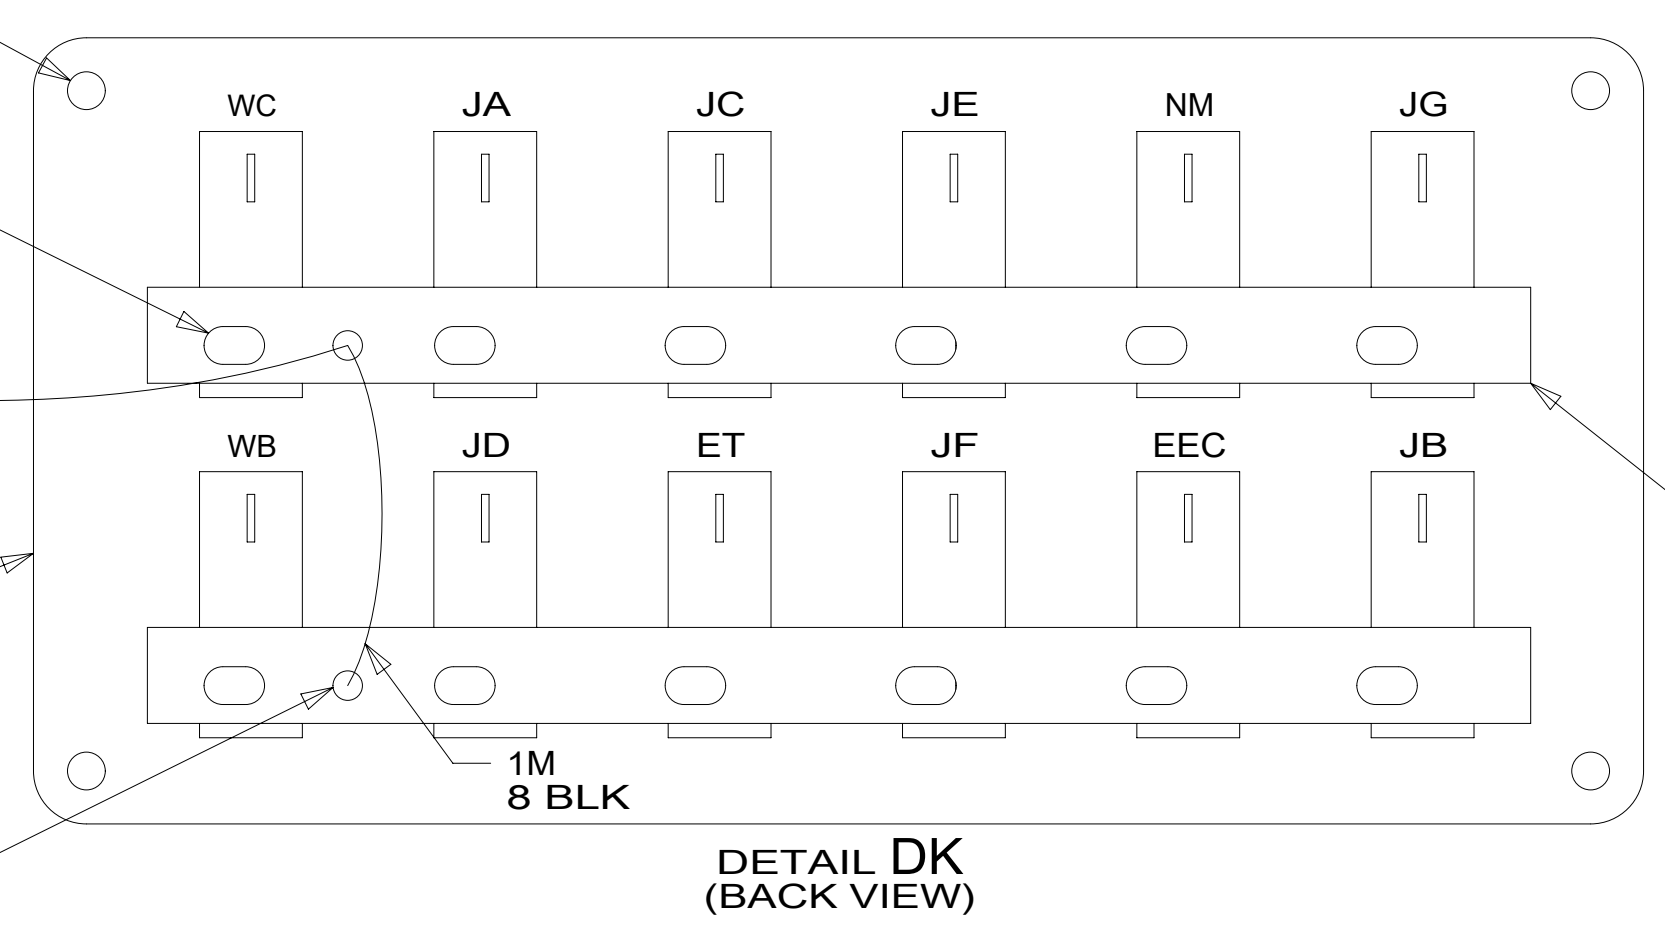 WC JA JC JE NM JG
WB JD ET JF EEC JB
1M
8 BLK
DETAIL DK
(BACK VIEW)